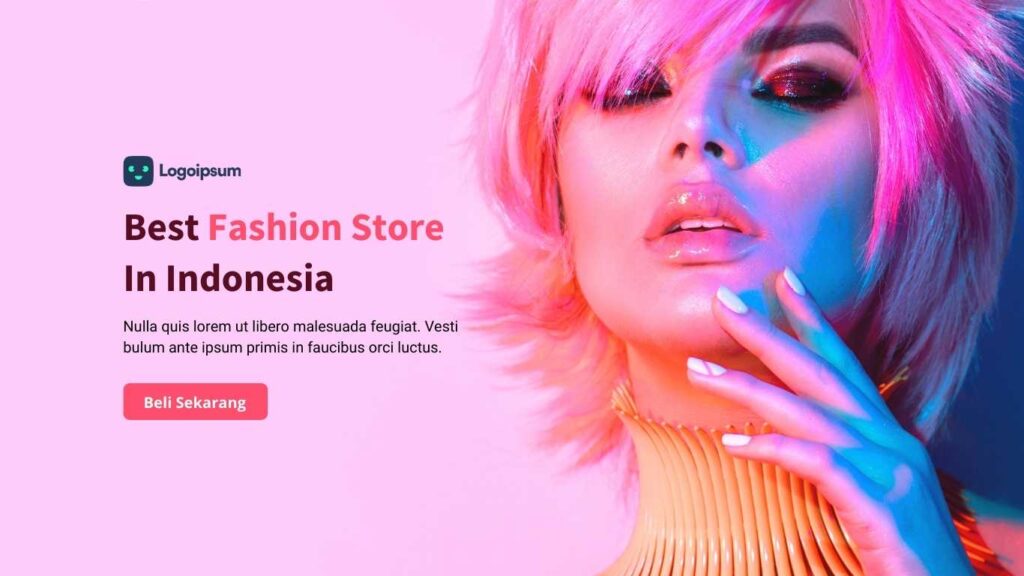 Logoipsum
Best Fashion Store
In Indonesia
Nulla quis lorem ut libero malesuada feugiat. Vesti
bulum ante ipsum primis in faucibus orci luctus.
Beli Sekarang